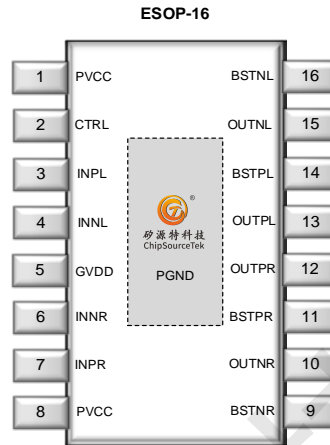 ESOP-16
1 PVCC BSTNL 16
2 CTRL OUTNL 15
3 INPL BSTPL 14
4 INNL OUTPL 13
矽源特科技
ChipSourceTek
5 GVDD PGND OUTPR 12
6 INNR BSTPR 11
7 INPR OUTNR 10
8 PVCC BSTNR 9